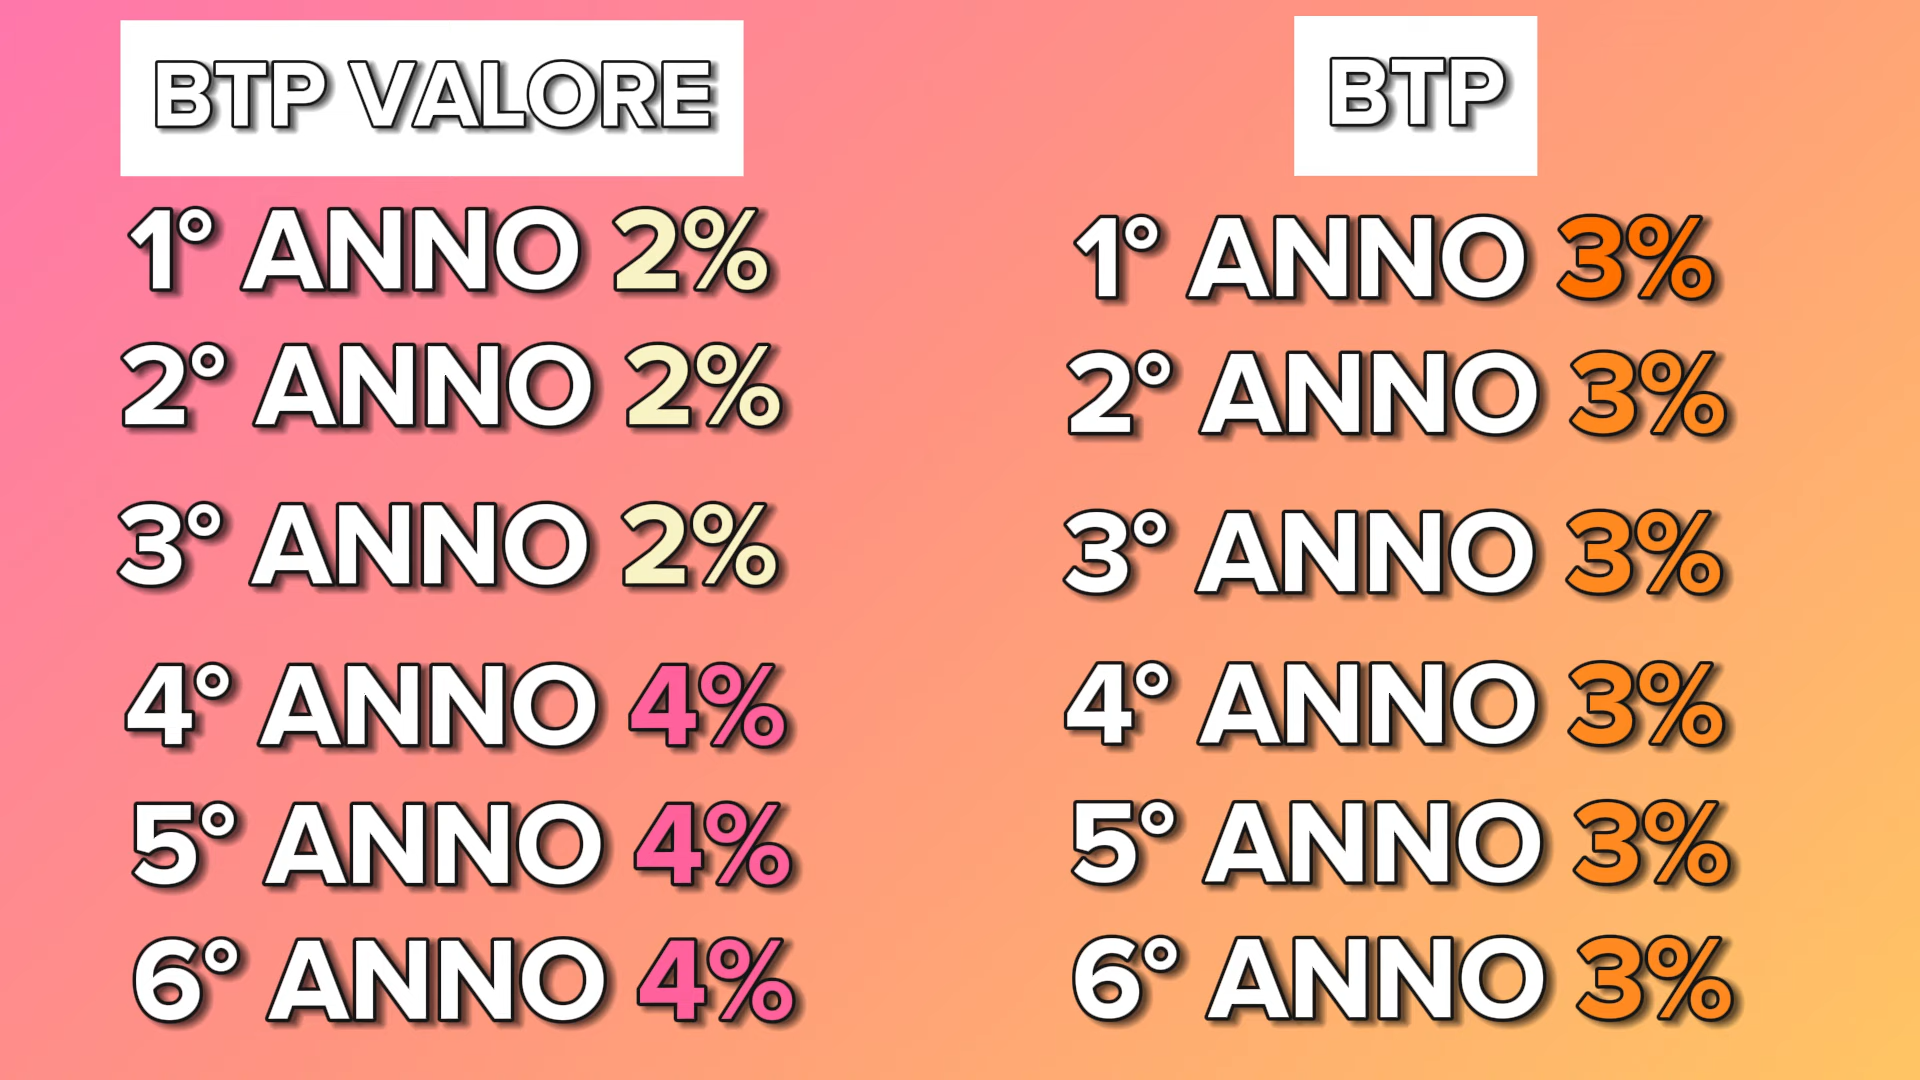 BTP VALORE
1° ANNO 2%
2° ANNO 2%
3° ANNO 2%
4° ANNO 4%
5° ANNO 4%
6° ANNO 4%
BTP
1° ANNO 3%
2° ANNO 3%
3° ANNO 3%
4° ANNO 3%
5° ANNO 3%
6° ANNO 3%